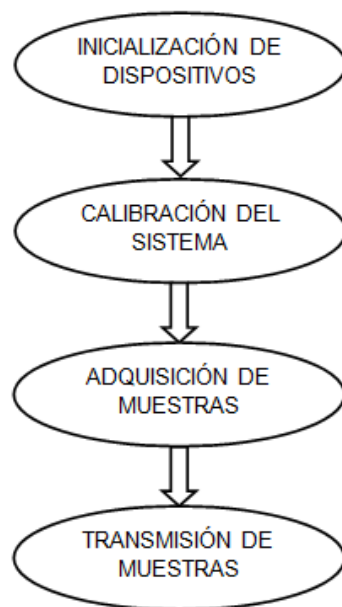 INICIALIZACIÓN DE
DISPOSITIVOS
CALIBRACIÓN DEL
SISTEMA
ADQUISICIÓN DE
MUESTRAS
TRANSMISIÓN DE
MUESTRAS